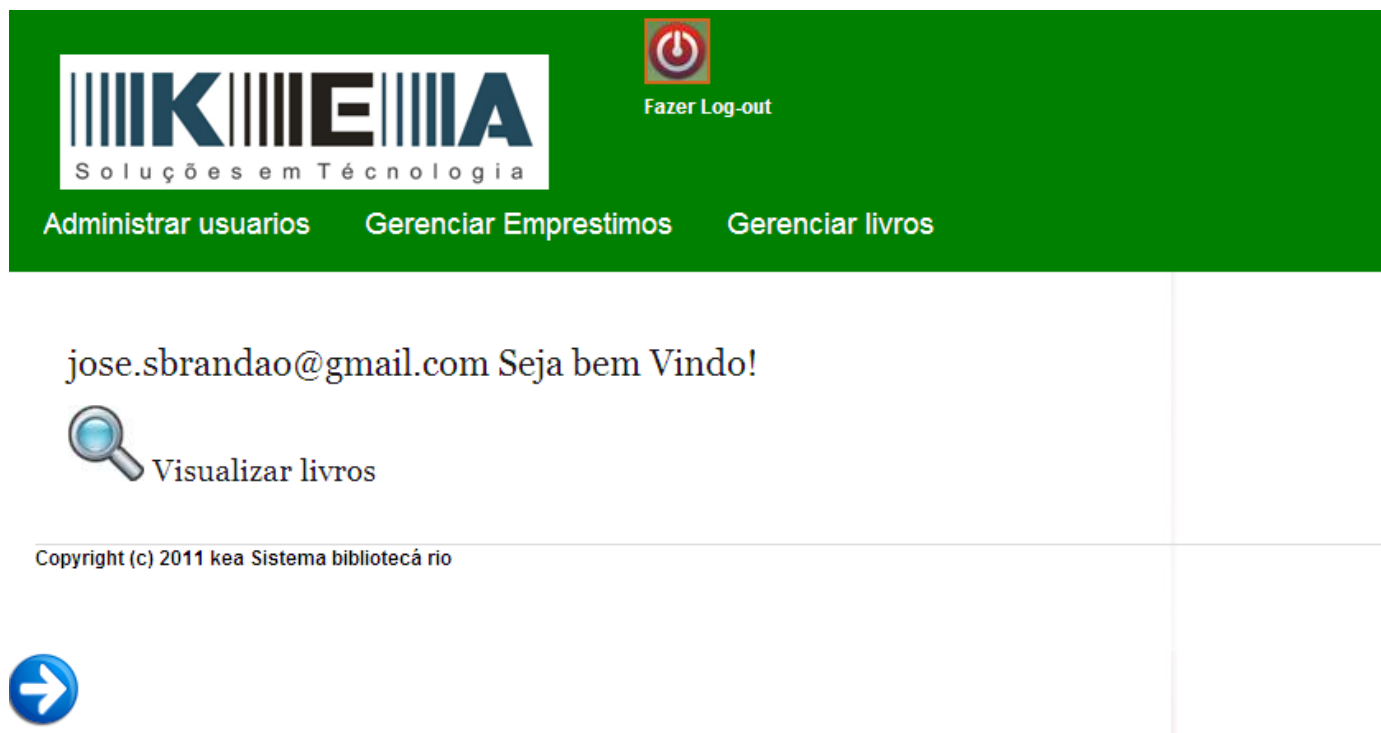 KEA
Soluções em Técnologia
Fazer Log-out
Administrar usuarios Gerenciar Emprestimos Gerenciar livros
jose.sbrandao@gmail.com Seja bem Vindo!
Visualizar livros
Copyright (c) 2011 kea Sistema bibliotecá rio